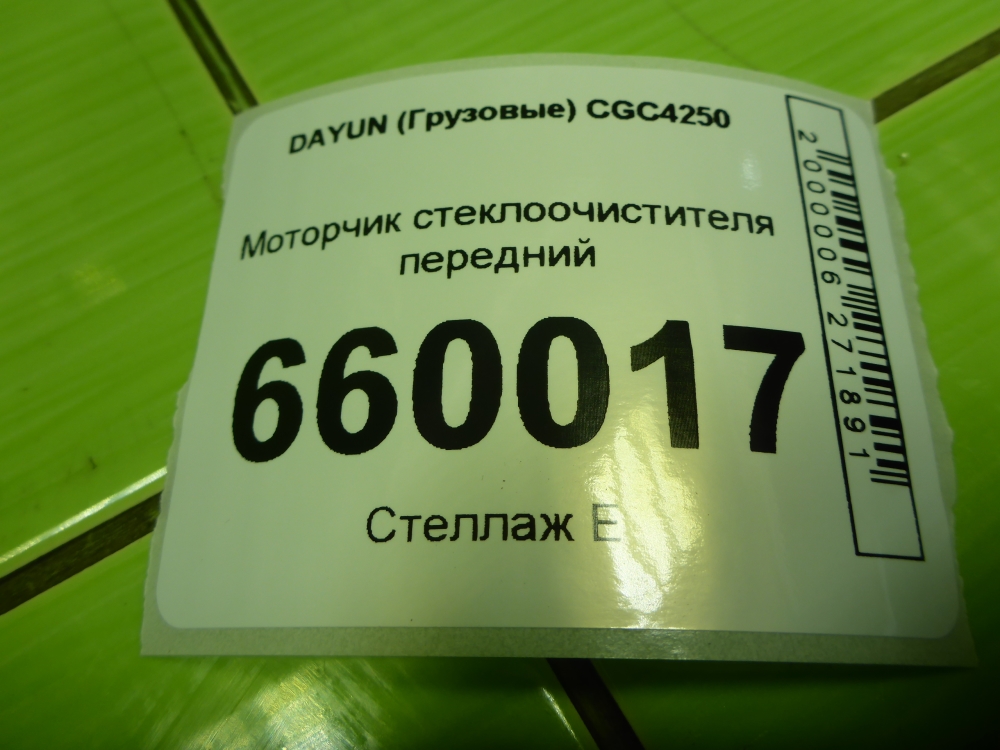 DAYUN (Грузовые) CGC4250
Моторчик стеклоочистителя
передний
660017
Стеллаж E
2000006271891